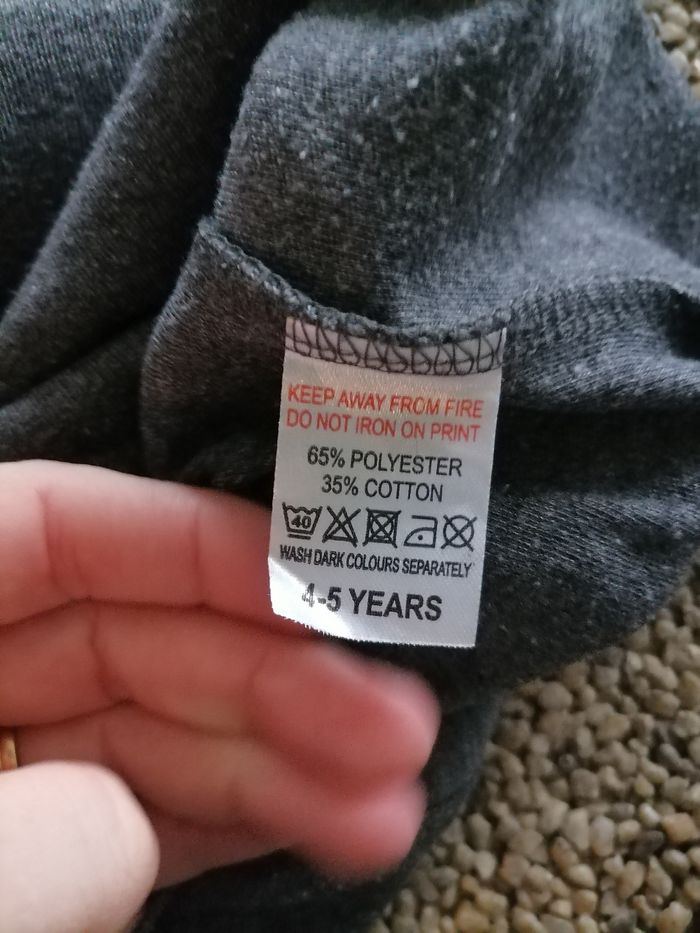 KEEP AWAY FROM FIRE
DO NOT IRON ON PRINT
65% POLYESTER
35% COTTON
40
WASH DARK COLOURS SEPARATELY
4-5 YEARS